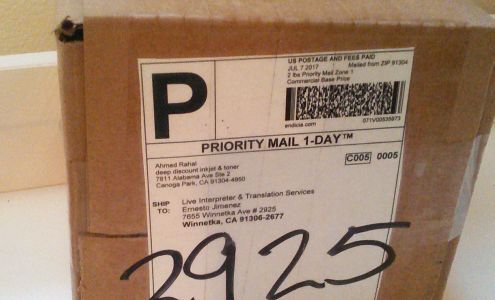 US POSTAGE AND FEES PAID
JUL 7 2017 Mailed from ZIP 91304
2 lbs Priority Mail Zone 1
Commercial Base Price
P
endicia.com 071V00535973
PRIORITY MAIL 1-DAY™
Ahmed Rahal C005 0005
deep discount inkjet & toner
7811 Alabama Ave Ste 2
Canoga Park, CA 91304-4950
SHIP TO: Live Interpreter & Translation Services
Ernesto Jimenez
7655 Winnetka Ave # 2925
Winnetka, CA 91306-2677
2925